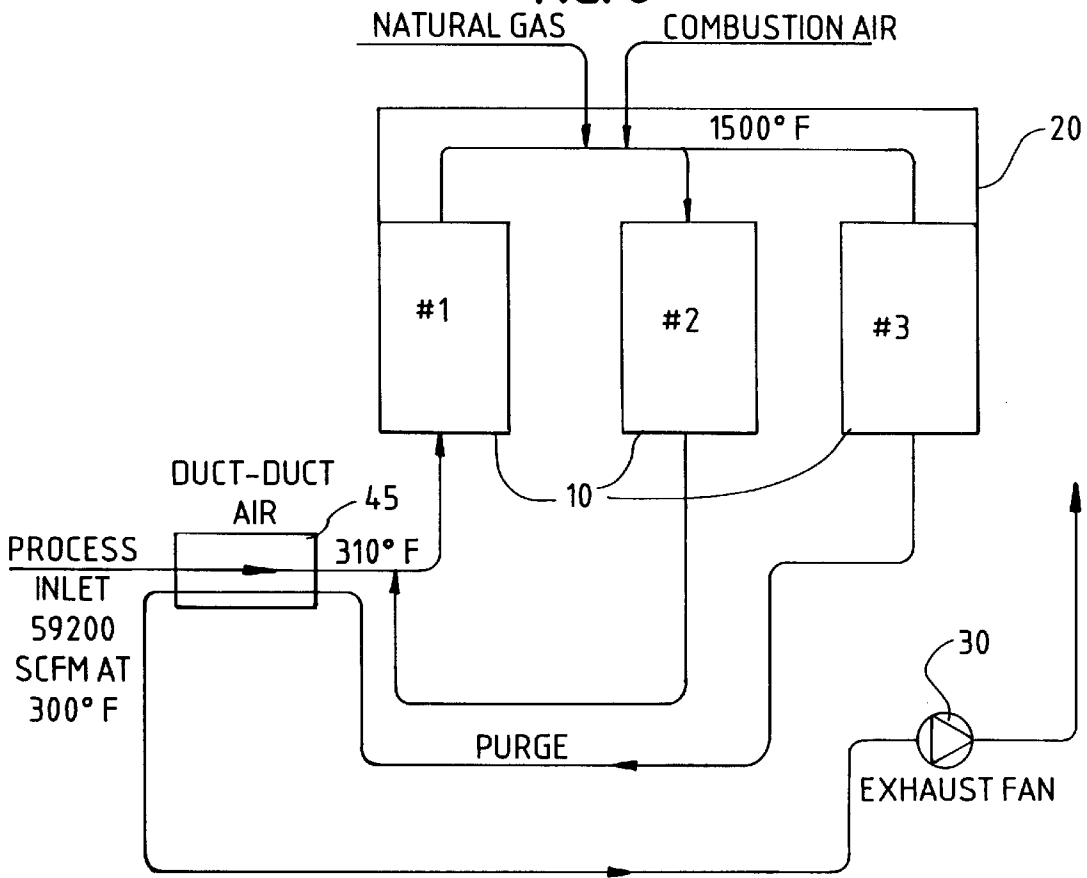 NATURAL GAS
COMBUSTION AIR
1500° F
20
#1
#2
#3
DUCT-DUCT
AIR
45
10
PROCESS
310° F
INLET
59200
SCFM AT
300° F
30
PURGE
EXHAUST FAN